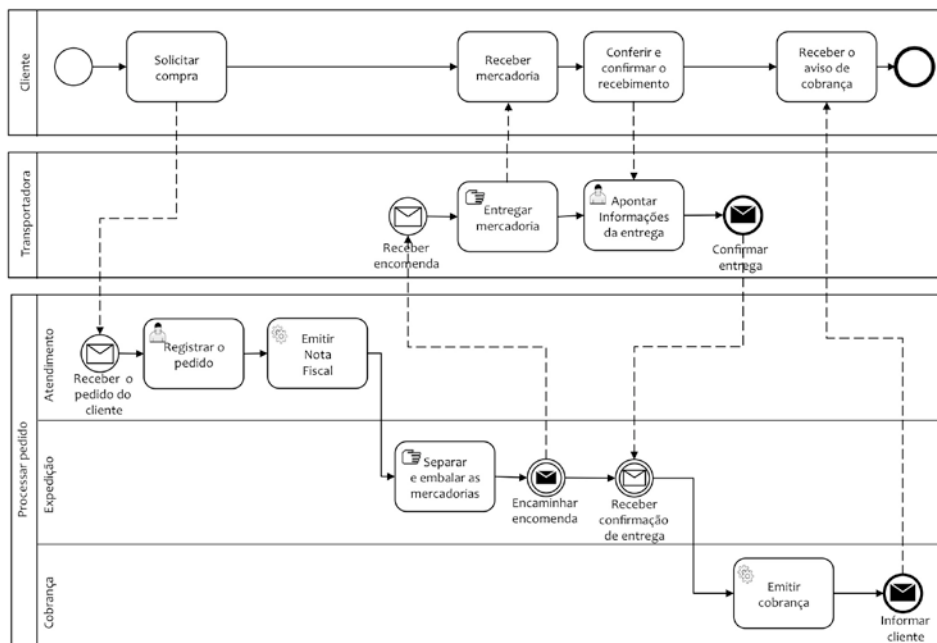 Cliente
Solicitar
compra
Receber
mercadoria
Conferir e
confirmar o
recebimento
Receber o
aviso de
cobrança
Transportadora
Receber
encomenda
Entregar
mercadoria
Apontar
Informações
da entrega
Confirmar
entrega
Processar pedido
Atendimento
Receber o
pedido do
cliente
Registrar o
pedido
Emitir
Nota
Fiscal
Expedição
Separar
e embalar as
mercadorias
Encaminhar
encomenda
Receber
confirmação
de entrega
Cobrança
Emitir
cobrança
Informar
cliente